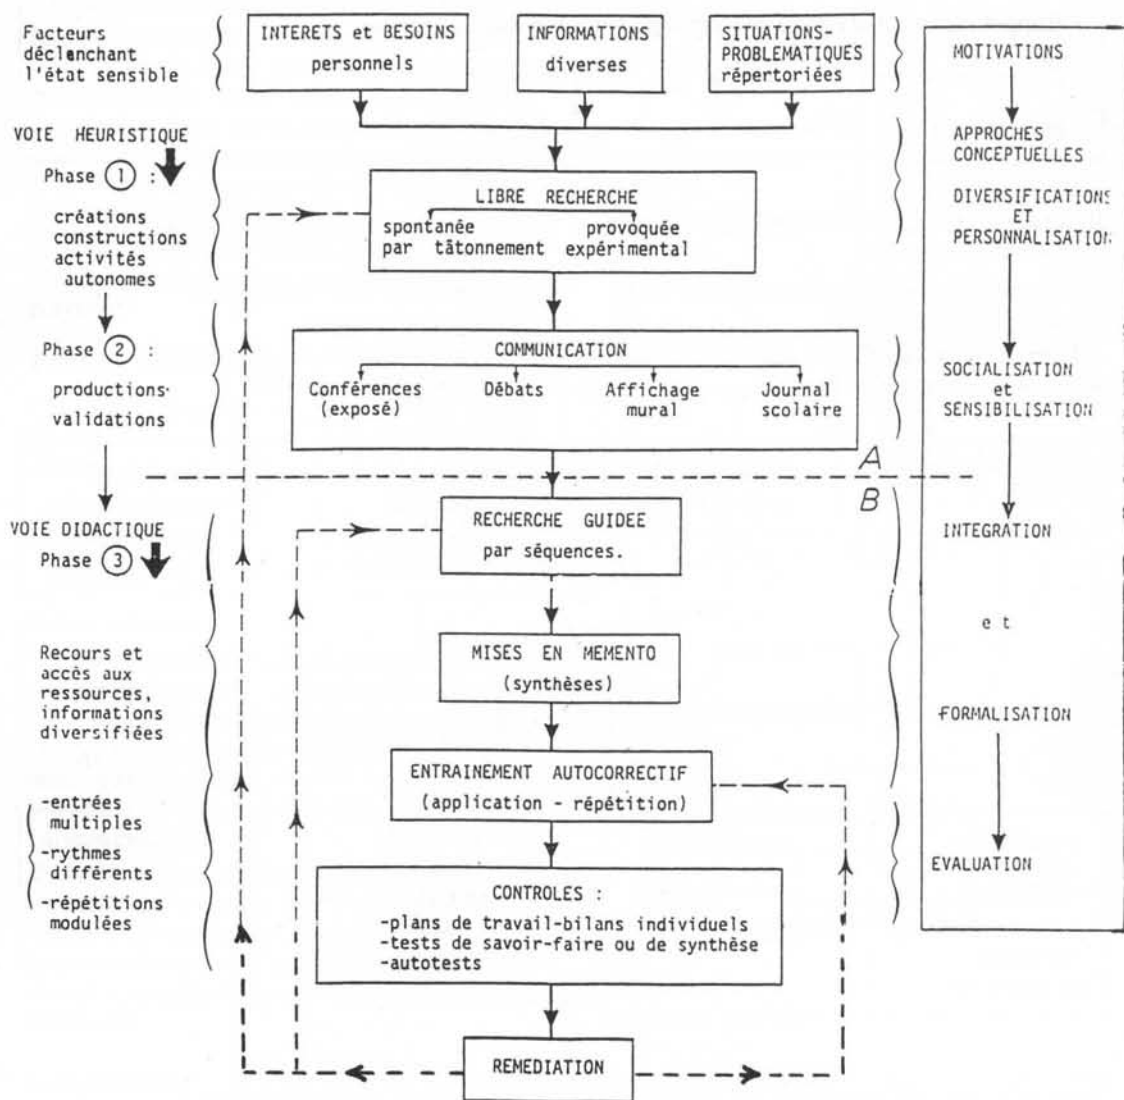 Facteurs
déclenchant
l'état sensible
INTERETS et BESOINS
personnels
INFORMATIONS
diverses
SITUATIONS-
PROBLEMATIQUES
répertoriées
MOTIVATIONS
VOIE HEURISTIQUE
Phase 1 :
créations
constructions
activités
autonomes
LIBRE RECHERCHE
spontanée provoquée
par tâtonnement expérimental
APPROCHES
CONCEPTUELLES
DIVERSIFICATIONS
ET
PERSONNALISATION
Phase 2 :
productions
validations
COMMUNICATION
Conférences
(exposé)
Débats
Affichage
mural
Journal
scolaire
SOCIALISATION
et
SENSIBILISATION
A
B
VOIE DIDACTIQUE
Phase 3
RECHERCHE GUIDEE
par séquences.
INTEGRATION
Recours et
accès aux
ressources,
informations
diversifiées
MISES EN MEMENTO
(synthèses)
et
FORMALISATION
-entrées
multiples
-rythmes
différents
-répétitions
modulées
ENTRAINEMENT AUTOCORRECTIF
(application - répétition)
CONTROLES :
-plans de travail-bilans individuels
-tests de savoir-faire ou de synthèse
-autotests
EVALUATION
REMEDIATION